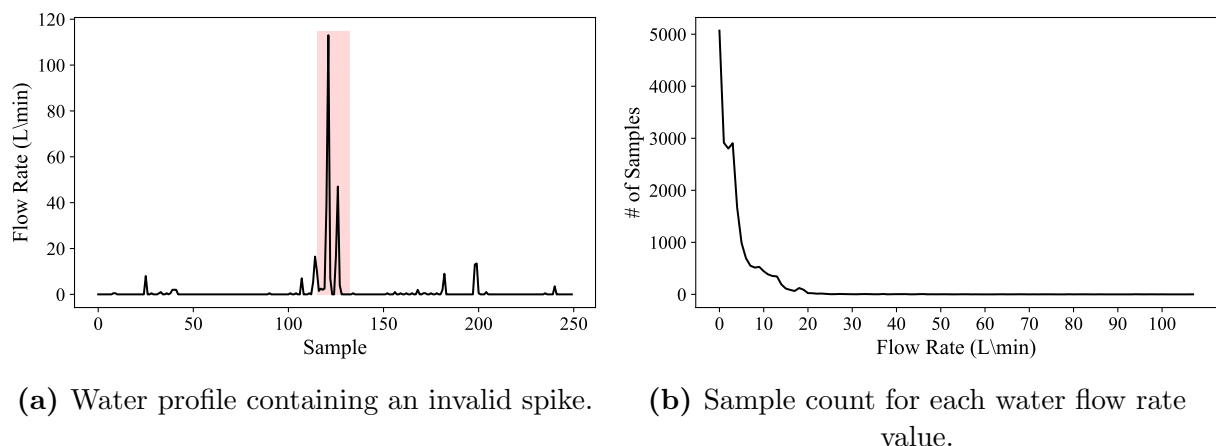 120
100
80
60
40
20
0
Flow Rate (L\min)
0 50 100 150 200 250
Sample
(a) Water profile containing an invalid spike.
5000
4000
3000
2000
1000
0
# of Samples
0 10 20 30 40 50 60 70 80 90 100
Flow Rate (L\min)
(b) Sample count for each water flow rate
value.